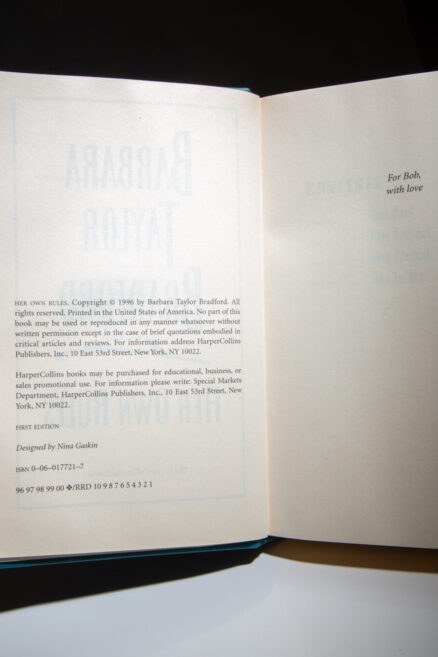 HER OWN RULES. Copyright © 1996 by Barbara Taylor Bradford. All
rights reserved. Printed in the United States of America. No part of this
book may be used or reproduced in any manner whatsoever without
written permission except in the case of brief quotations embodied in
critical articles and reviews. For information address HarperCollins
Publishers, Inc., 10 East 53rd Street, New York, NY 10022.
HarperCollins books may be purchased for educational, business, or
sales promotional use. For information please write: Special Markets
Department, HarperCollins Publishers, Inc., 10 East 53rd Street, New
York, NY 10022.
FIRST EDITION
Designed by Nina Gaskin
ISBN 0-06-017721-7
96 97 98 99 00 ❖/RRD 10 9 8 7 6 5 4 3 2 1
For Bob,
with love
BARBARA
TAYLOR
BRADFORD
HER OWN RULES